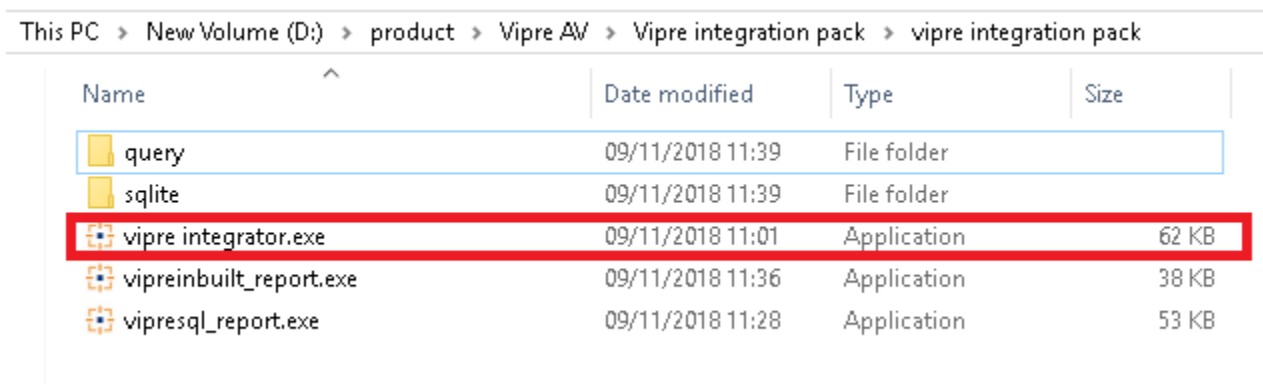 This PC > New Volume (D:) > product > Vipre AV > Vipre integration pack > vipre integration pack
Name Date modified Type Size
query 09/11/2018 11:39 File folder
sqlite 09/11/2018 11:39 File folder
vipre integrator.exe 09/11/2018 11:01 Application 62 KB
vipreinbuilt_report.exe 09/11/2018 11:36 Application 38 KB
vipresql_report.exe 09/11/2018 11:28 Application 53 KB